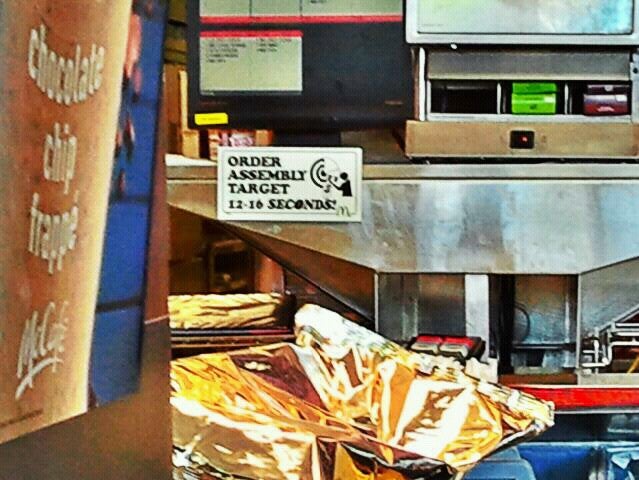 chocolate
chip
frappé
McCafé
ORDER
ASSEMBLY
TARGET
12-16 SECONDS!